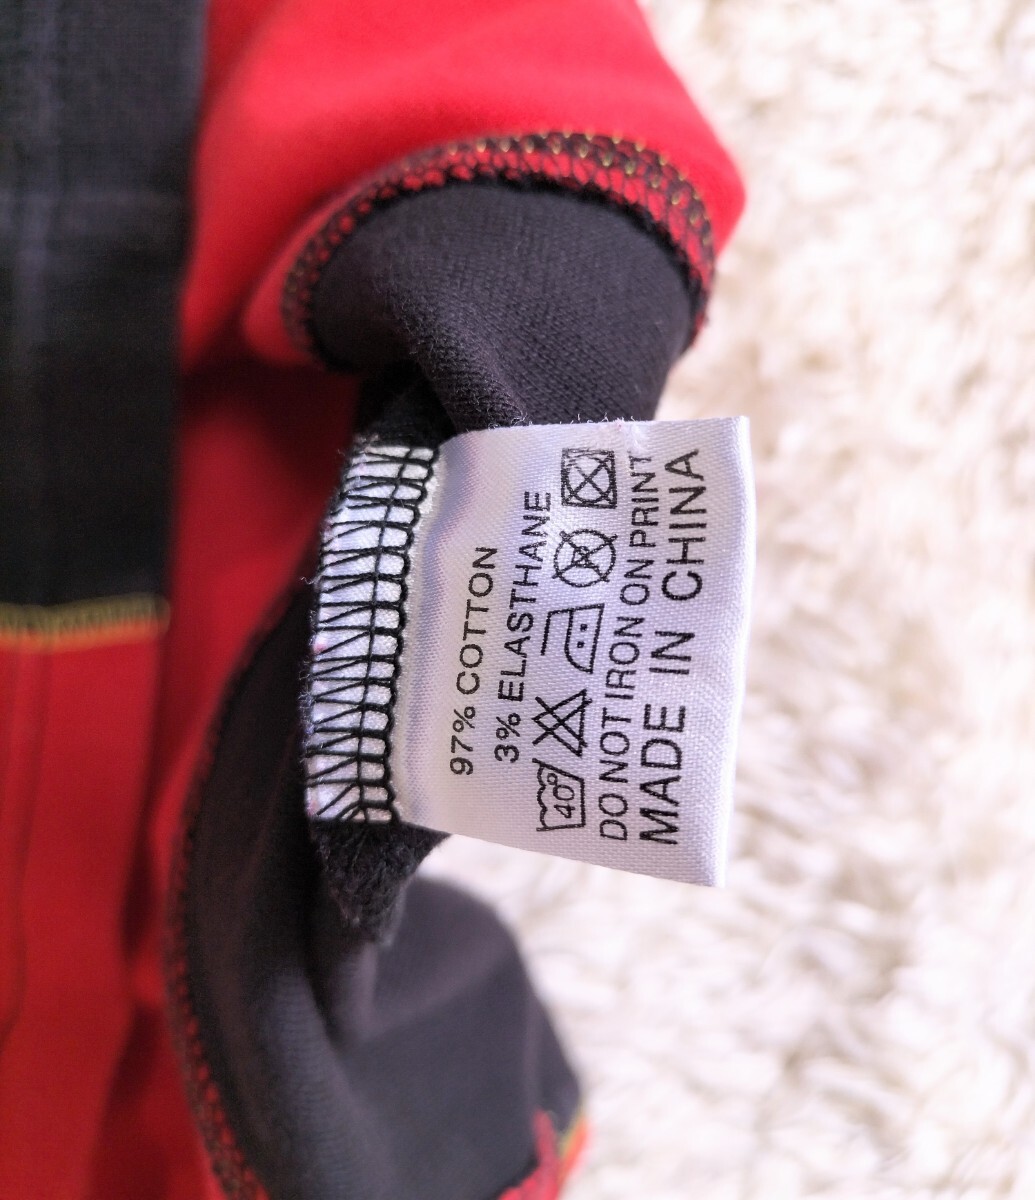 97% COTTON
3% ELASTHANE
40°
DO NOT IRON ON PRINT
MADE IN CHINA